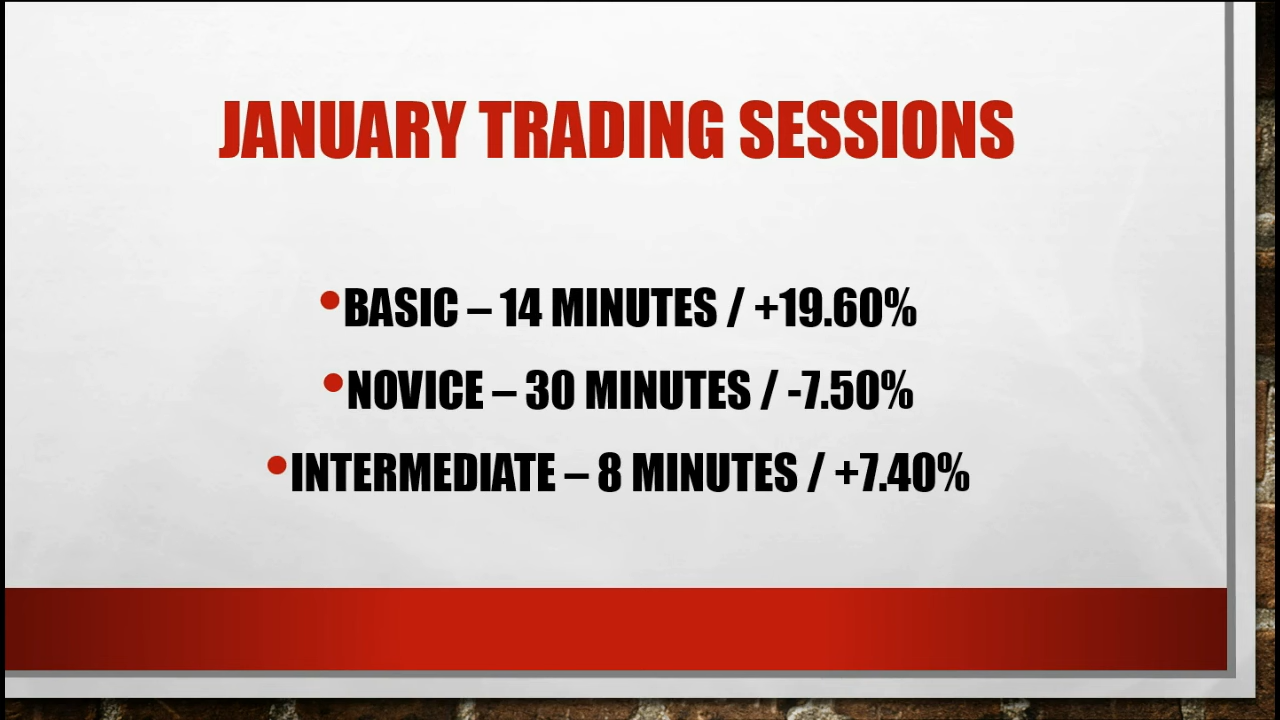 JANUARY TRADING SESSIONS
•BASIC – 14 MINUTES / +19.60%
•NOVICE – 30 MINUTES / -7.50%
•INTERMEDIATE – 8 MINUTES / +7.40%